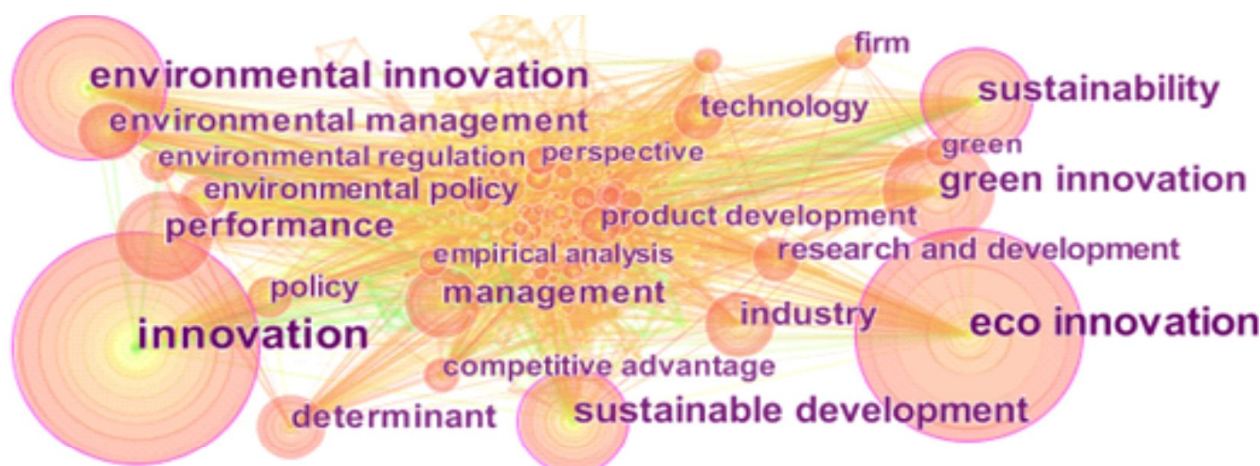 firm
environmental innovation
sustainability
technology
environmental management
green
perspective
environmental regulation
green innovation
environmental policy
product development
performance
research and development
empirical analysis
policy
management
industry
eco innovation
innovation
competitive advantage
sustainable development
determinant